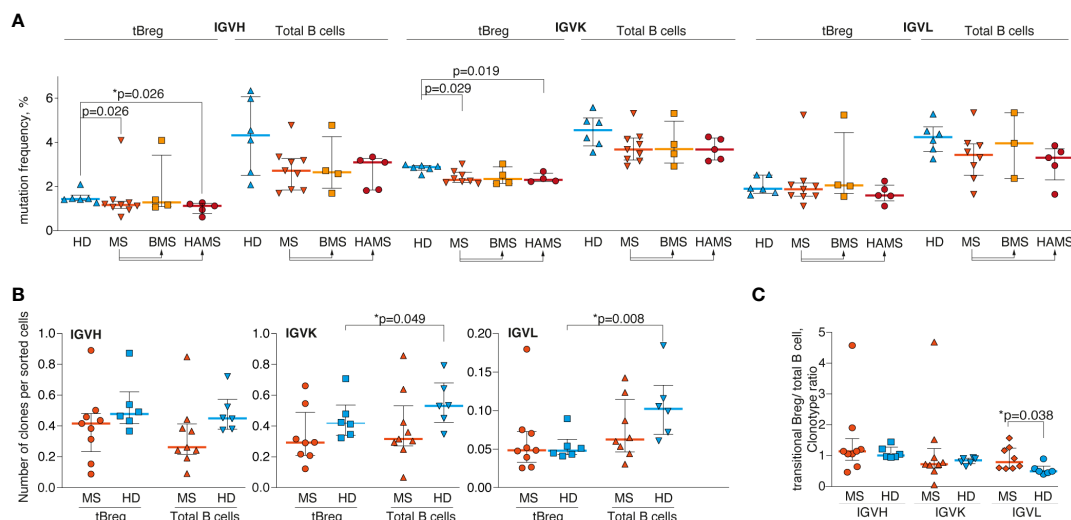 A
IGVH
tBreg Total B cells
IGVK
tBreg Total B cells
IGVL
tBreg Total B cells
mutation frequency, %
6
4
2
0
*p=0.026
p=0.026
p=0.019
p=0.029
HD MS BMS HAMS HD MS BMS HAMS HD MS BMS HAMS HD MS BMS HAMS HD MS BMS HAMS HD MS BMS HAMS
B
Number of clones per sorted cells
IGVH
1.0
0.8
0.6
0.4
0.2
0.0
MS HD MS HD
tBreg Total B cells
IGVK
*p=0.049
1.0
0.8
0.6
0.4
0.2
0.0
MS HD MS HD
tBreg Total B cells
IGVL
*p=0.008
0.20
0.15
0.10
0.05
0.00
MS HD MS HD
tBreg Total B cells
C
transitional Breg/ total B cell,
clonotype ratio
5
4
3
2
1
0
*p=0.038
MS HD MS HD MS HD
IGVH IGVK IGVL